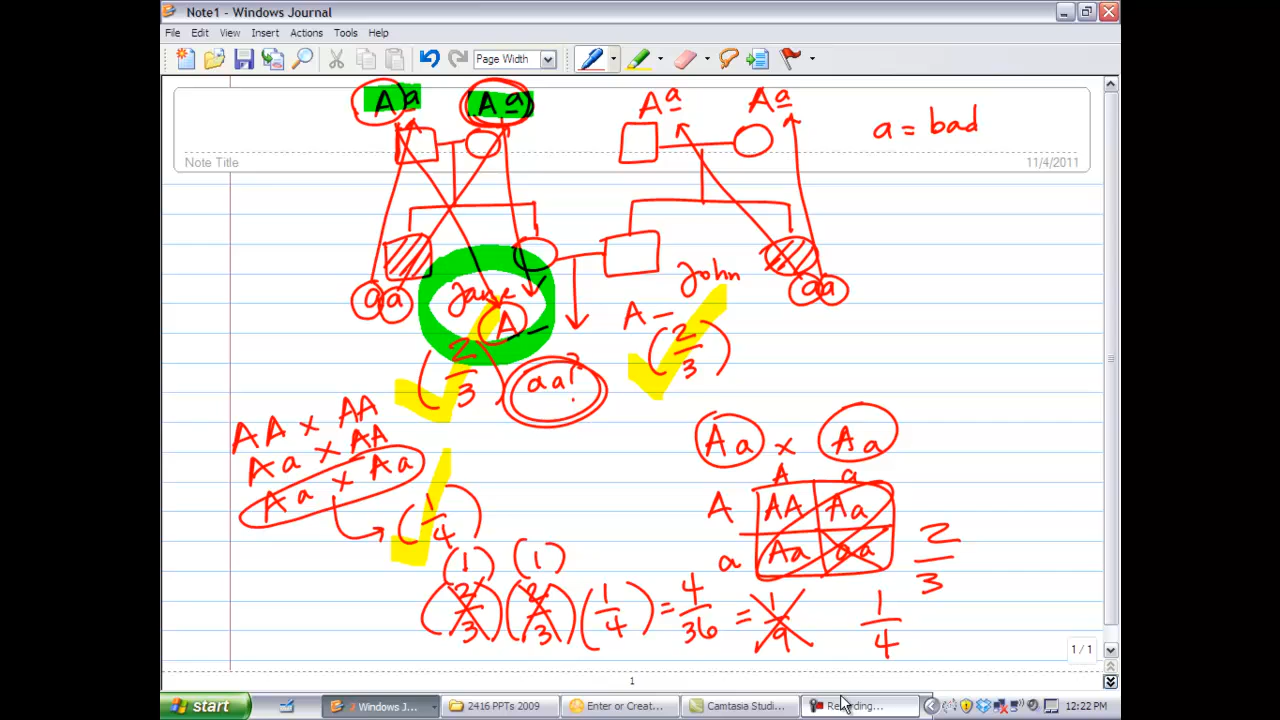 Note1 - Windows Journal
File Edit View Insert Actions Tools Help
Page Width
Aa Aa Aa Aa a = bad
Note Title 11/4/2011
aa Jane John aa
A – A –
(2/3) aa? (2/3)
AA x AA
Aa x AA Aa x Aa
Aa x Aa A a
(1/4) A AA Aa
a Aa aa 2/3
(1) (1)
(2/3)(2/3)(1/4) = 4/36 = 1/9 1/4
1/1
1
start Windows J... 2416 PPTs 2009 Enter or Creat... Camtasia Studi... Recording... 12:22 PM